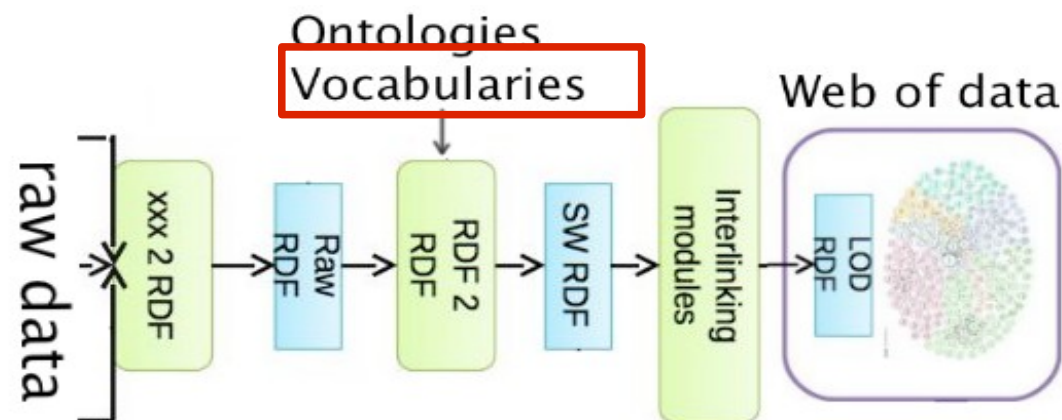 Ontologies
Vocabularies
Web of data
raw data
xxx 2 RDF
Raw
RDF
RDF 2
RDF
SW RDF
Interlinking
modules
LOD
RDF